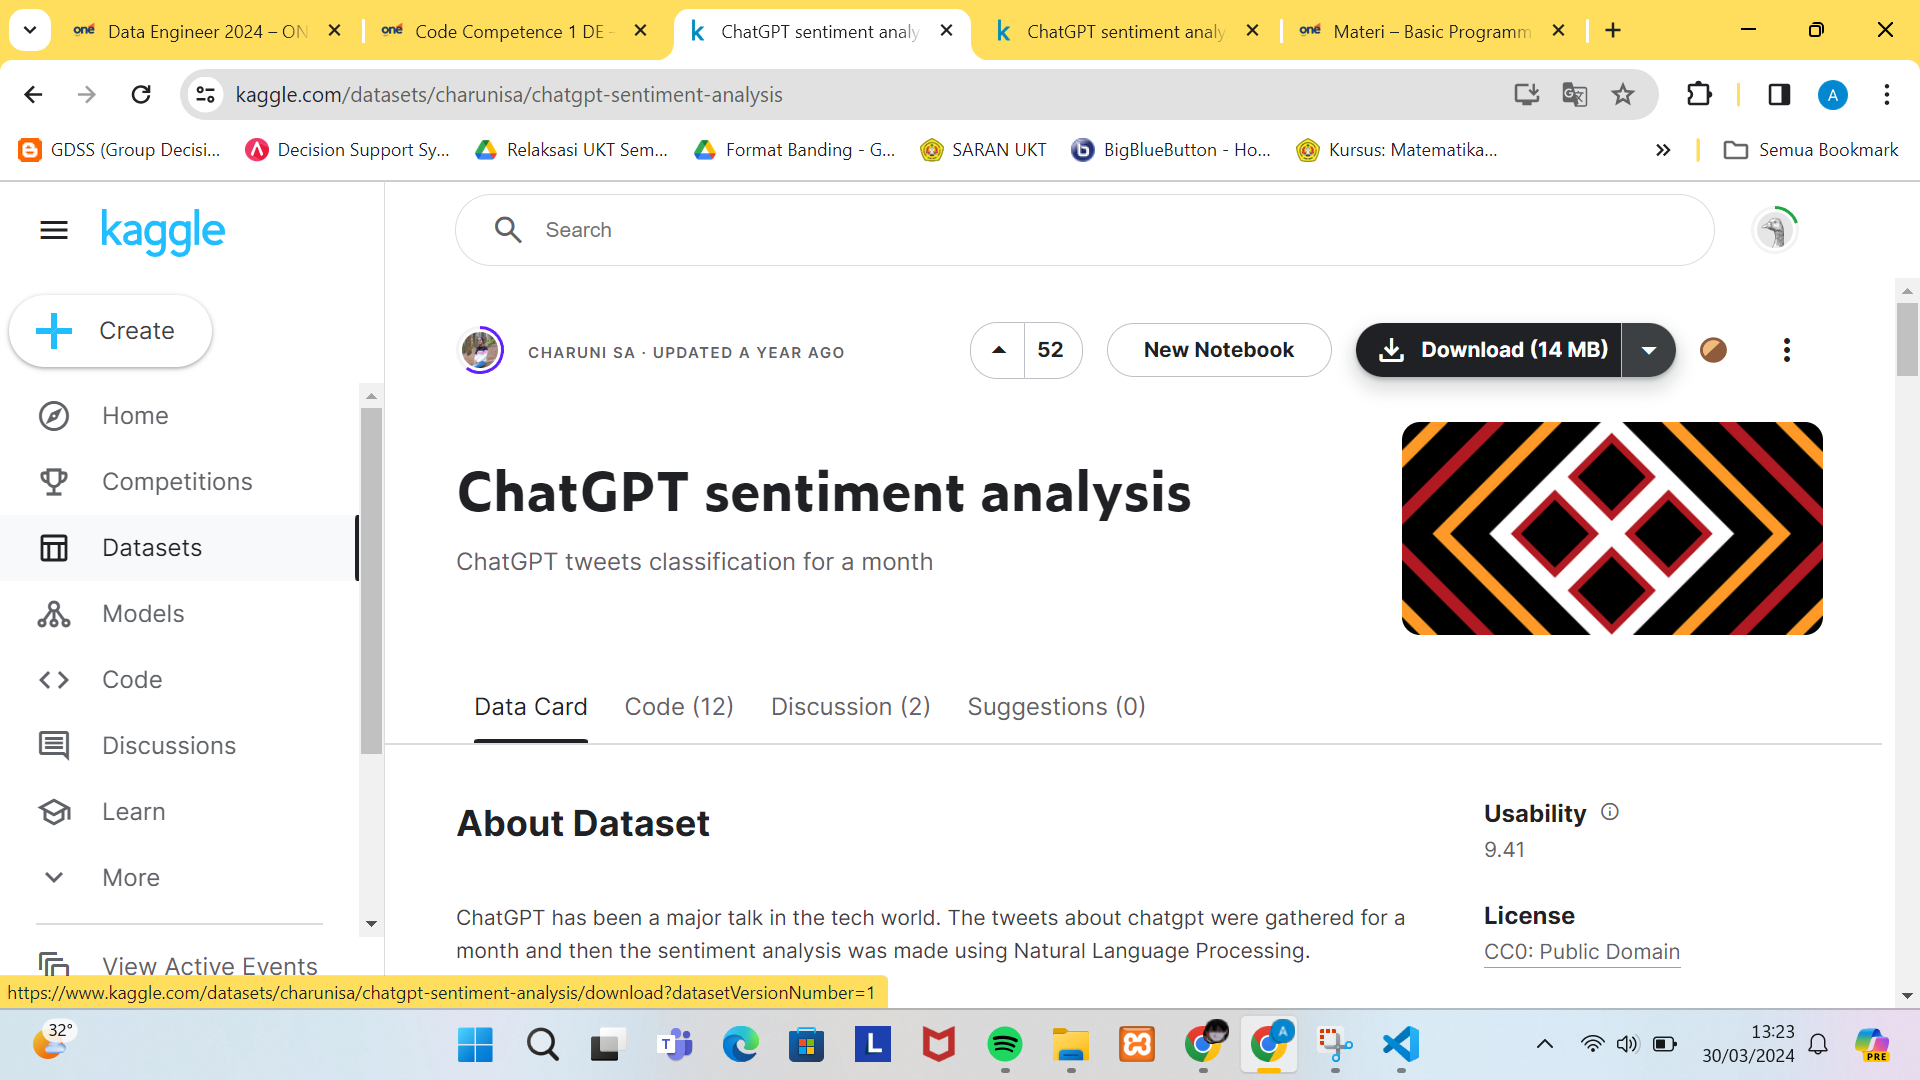 Data Engineer 2024 – ON
Code Competence 1 DE -
ChatGPT sentiment analy
ChatGPT sentiment analy
Materi – Basic Programm
kaggle.com/datasets/charunisa/chatgpt-sentiment-analysis
A
GDSS (Group Decisi...
Decision Support Sy...
Relaksasi UKT Sem...
Format Banding - G...
SARAN UKT
BigBlueButton - Ho...
Kursus: Matematika...
Semua Bookmark
kaggle
Search
Create
CHARUNI SA · UPDATED A YEAR AGO
52
New Notebook
Download (14 MB)
Home
Competitions
Datasets
Models
Code
Discussions
Learn
More
View Active Events
ChatGPT sentiment analysis
ChatGPT tweets classification for a month
Data Card
Code (12)
Discussion (2)
Suggestions (0)
About Dataset
ChatGPT has been a major talk in the tech world. The tweets about chatgpt were gathered for a
month and then the sentiment analysis was made using Natural Language Processing.
Usability
9.41
License
CC0: Public Domain
https://www.kaggle.com/datasets/charunisa/chatgpt-sentiment-analysis/download?datasetVersionNumber=1
32°
L
A
13:23
30/03/2024
PRE